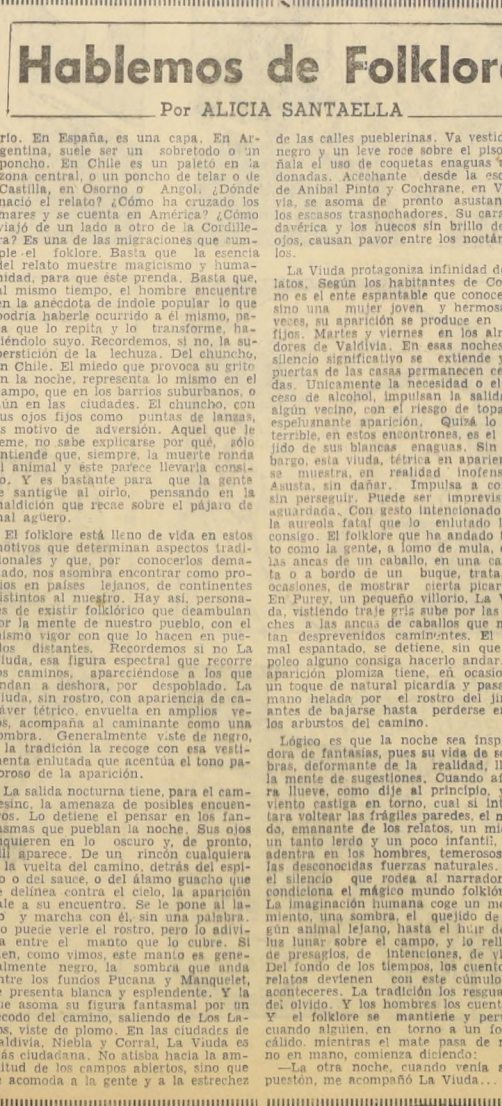 Hablemos de Folklor
Por ALICIA SANTAELLA
rio. En España, es una capa. En Ar-
gentina, suele ser un sobretodo o un
poncho. En Chile es un paletó en la
zona central, o un poncho de telar o de
Castilla, en Osorno o Angol. ¿Dónde
nació el relato? ¿Cómo ha cruzado los
mares y se cuenta en América? ¿Cómo
viajó de un lado a otro de la Cordille-
ra? Es una de las migraciones que cum-
ple el foklore. Basta que la esencia
del relato muestre magicismo y huma-
nidad, para que éste prenda. Basta que,
al mismo tiempo, el hombre encuentre
en la anécdota de índole popular lo que
podría haberle ocurrido a él mismo, pa-
ra que lo repita y lo transforme, ha-
ciéndolo suyo. Recordemos, si no, la su-
perstición de la lechuza. Del chuncho,
en Chile. El miedo que provoca su grito
en la noche, representa lo mismo en el
campo, que en los barrios suburbanos, o
aún en las ciudades. El chuncho, con
sus ojos fijos como puntas de lanzas,
es motivo de adversión. Aquel que le
teme, no sabe explicarse por qué, sólo
entiende que, siempre, la muerte ronda
al animal y éste parece llevarla consi-
go. Y es bastante para que la gente
se santigüe al oírlo, pensando en la
maldición que recae sobre el pájaro de
mal agüero.
El folklore está lleno de vida en estos
motivos que determinan aspectos tradi-
cionales y que, por conocerlos dema-
siado, nos asombra encontrar como pro-
pios en países lejanos, de continentes
distintos al nuestro. Hay así, persona-
jes de existir folklórico que deambulan
por la mente de nuestro pueblo, con el
mismo vigor con que lo hacen en pue-
blos distantes. Recordemos si no La
Viuda, esa figura espectral que recorre
los caminos, apareciéndose a los que
andan a deshora, por despoblado. La
Viuda, sin rostro, con apariencia de ca-
dáver tétrico, envuelta en amplios ve-
los, acompaña al caminante como una
sombra. Generalmente viste de negro,
y la tradición la recoge con esa vesti-
menta enlutada que acentúa el tono pa-
voroso de la aparición.
La salida nocturna tiene, para el cam-
pesino, la amenaza de posibles encuen-
tros. Lo detiene el pensar en los fan-
tasmas que pueblan la noche. Sus ojos
inquieren en lo oscuro y, de pronto,
allí aparece. De un rincón cualquiera
a la vuelta del camino, detrás del espi-
no o del sauce, o del álamo guacho que
se delínea contra el cielo, la aparición
sale a su encuentro. Se le pone al la-
do y marcha con él, sin una palabra.
No puede verle el rostro, pero lo adivi-
na entre el manto que lo cubre. Si
bien, como vimos, este manto es gene-
ralmente negro, la sombra que anda
entre los fundos Pucana y Manquelet,
se presenta blanca y esplendente. Y la
que asoma su figura fantasmal por un
recodo del camino, saliendo de Los La-
gos, viste de plomo. En las ciudades de
Valdivia, Niebla y Corral, La Viuda es
más ciudadana. No atisba hacia la am-
plitud de los campos abiertos, sino que
se acomoda a la gente y a la estrechez
de las calles pueblerinas. Va vestid
negro y un leve roce sobre el piso
ñala el uso de coquetas enaguas
donadas. Acechante desde la esq
de Aníbal Pinto y Cochrane, en V
via, se asoma de pronto asustan
los escasos trasnochadores. Su cara
davérica y los huecos sin brillo de
ojos, causan pavor entre los noctám
los.
La Viuda protagoniza infinidad d
latos. Según los habitantes de Co
no es el ente espantable que conoce
sino una mujer joven y hermos
veces, su aparición se produce en
fijos. Martes y viernes en los alr
dores de Valdivia. En esas noches
silencio significativo se extiende y
puertas de las casas permanecen ce
das. Unicamente la necesidad o el
ceso de alcohol, impulsan la salida
algún vecino, con el riesgo de topa
espeluznante aparición. Quizá lo
terrible, en estos encontrones, es el
jido de sus blancas enaguas. Sin
bargo, esta viuda, tétrica en aparien
se muestra, en realidad inofens
Asusta, sin dañar. Impulsa a co
sin perseguir. Puede ser imprevis
aguardada. Con gesto intencionado
la aureola fatal que lo enlutado l
consigo. El folklore que ha andado t
to como la gente, a lomo de mula, e
las ancas de un caballo, en una ca
ta o a bordo de un buque, trata
ocasiones, de mostrar cierta picar
En Purey, un pequeño villorio, La V
da, vistiendo traje gris sube por las
ches a las ancas de caballos que m
tan desprevenidos caminantes. El
mal espantado, se detiene, sin que
poleo alguno consiga hacerlo andar.
aparición plomiza tiene, en ocasio
un toque de natural picardía y pasa
mano helada por el rostro del jin
antes de bajarse hasta perderse en
los arbustos del camino.
Lógico es que la noche sea insp
dora de fantasías, pues su vida de so
bras, deformante de la realidad, ll
la mente de sugestiones. Cuando af
ra llueve, como dije al principio, y
viento castiga en torno, cual si int
tara voltear las frágiles paredes, el m
do, emanante de los relatos, un mi
un tanto lerdo y un poco infantil,
adentra en los hombres, temerosos
las desconocidas fuerzas naturales.
el silencio que rodea al narrador
condiciona el mágico mundo folklór
La imaginación humana coge un mo
miento, una sombra, el quejido de
gún animal lejano, hasta el huir de
luz lunar sobre el campo, y lo rell
de presagios, de intenciones, de vi
Del fondo de los tiempos, los cuento
relatos devienen con este cúmulo
aconteceres. La tradición los resgua
del olvido. Y los hombres los cuent
Y el folklore se mantiene y perv
cuando alguien, en torno a un fo
cálido, mientras el mate pasa de m
no en mano, comienza diciendo:
—La otra noche, cuando venía a
puestón, me acompañó La Viuda...